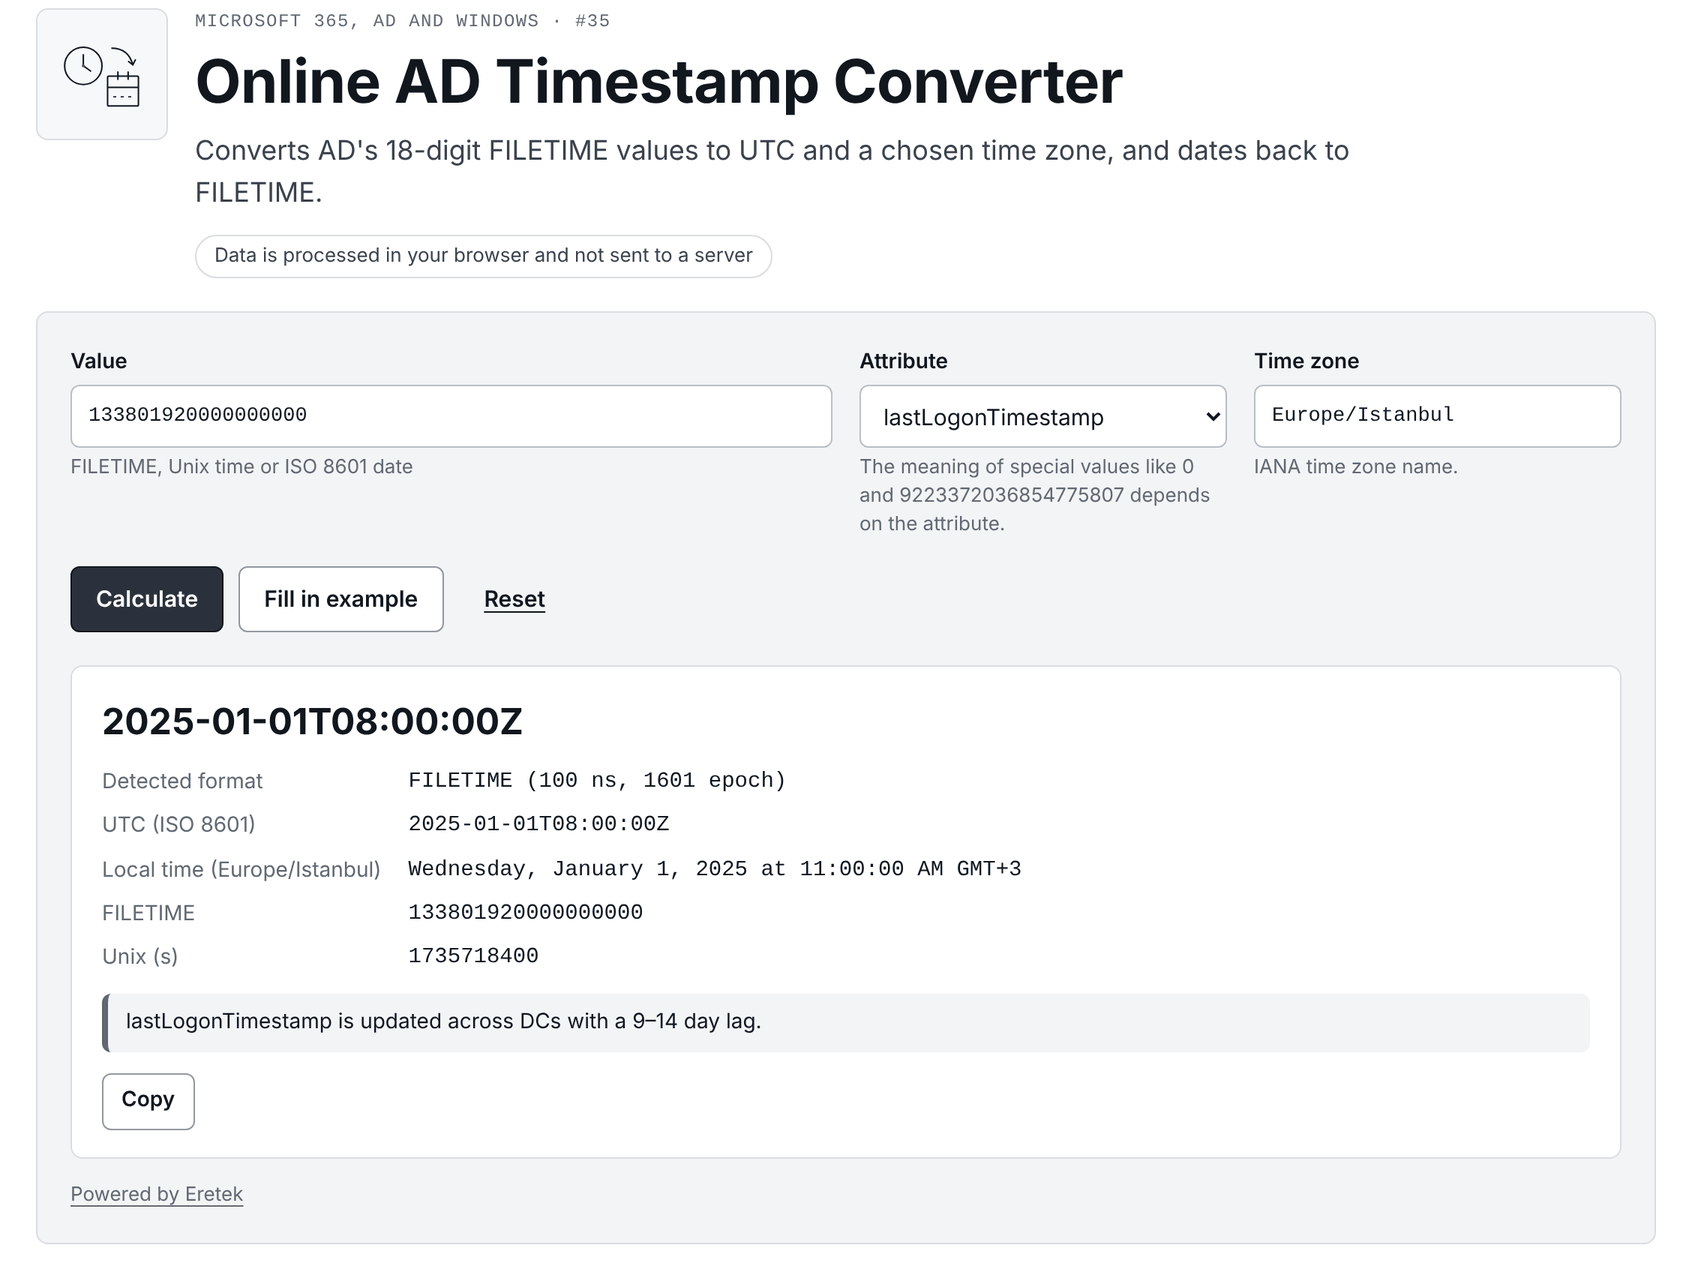 MICROSOFT 365, AD AND WINDOWS · #35
Online AD Timestamp Converter
Converts AD's 18-digit FILETIME values to UTC and a chosen time zone, and dates back to
FILETIME.
Data is processed in your browser and not sent to a server
Value
133801920000000000
FILETIME, Unix time or ISO 8601 date
Attribute
lastLogonTimestamp
The meaning of special values like 0
and 9223372036854775807 depends
on the attribute.
Time zone
Europe/Istanbul
IANA time zone name.
Calculate Fill in example Reset
2025-01-01T08:00:00Z
Detected format FILETIME (100 ns, 1601 epoch)
UTC (ISO 8601) 2025-01-01T08:00:00Z
Local time (Europe/Istanbul) Wednesday, January 1, 2025 at 11:00:00 AM GMT+3
FILETIME 133801920000000000
Unix (s) 1735718400
lastLogonTimestamp is updated across DCs with a 9–14 day lag.
Copy
Powered by Eretek